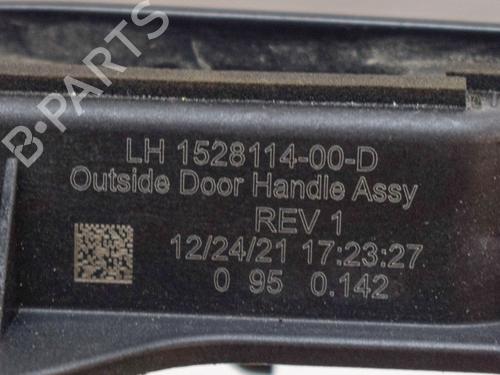 LH 1528114-00-D
Outside Door Handle Assy
REV 1
12/24/21 17:23:27
0 95 0.142
B-PARTS